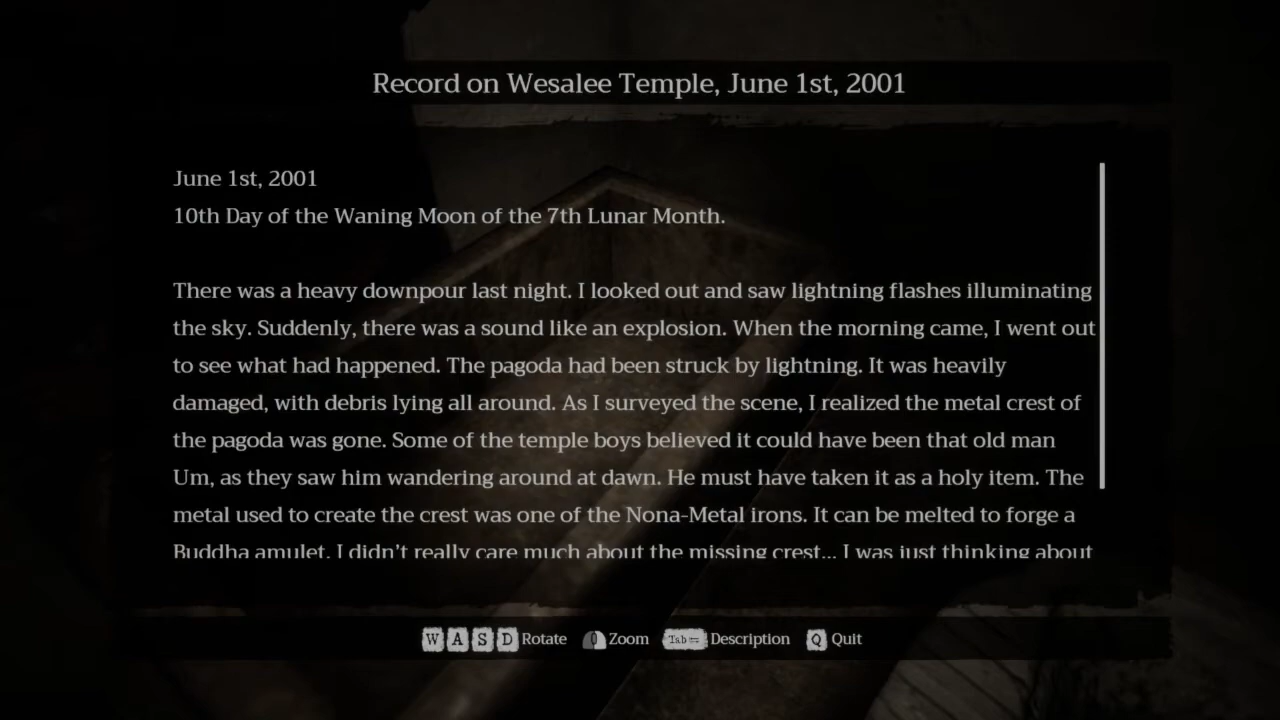 Record on Wesalee Temple, June 1st, 2001
June 1st, 2001
10th Day of the Waning Moon of the 7th Lunar Month.
There was a heavy downpour last night. I looked out and saw lightning flashes illuminating
the sky. Suddenly, there was a sound like an explosion. When the morning came, I went out
to see what had happened. The pagoda had been struck by lightning. It was heavily
damaged, with debris lying all around. As I surveyed the scene, I realized the metal crest of
the pagoda was gone. Some of the temple boys believed it could have been that old man
Um, as they saw him wandering around at dawn. He must have taken it as a holy item. The
metal used to create the crest was one of the Nona-Metal irons. It can be melted to forge a
Buddha amulet. I didn't really care much about the missing crest... I was just thinking about
W A S D Rotate Zoom Tab Description Q Quit